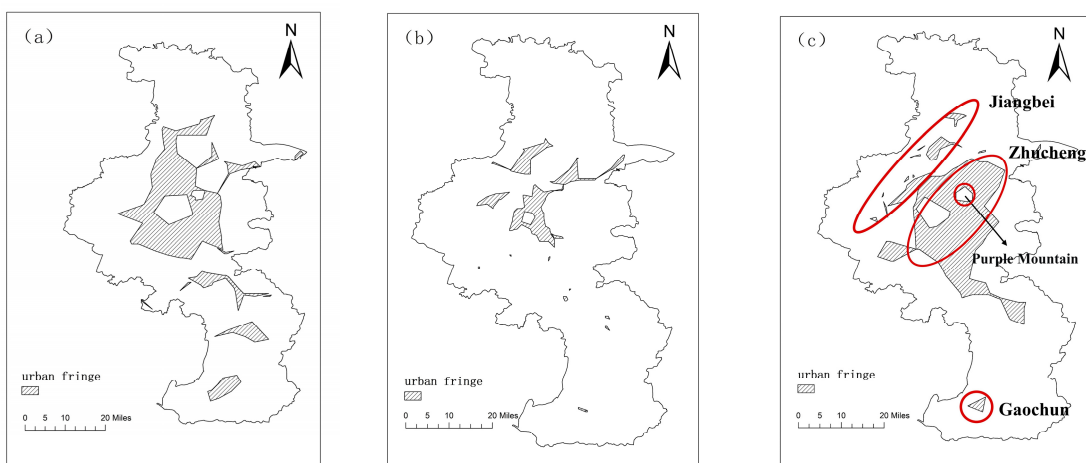 (a)
N
urban fringe
0 5 10 20 Miles
(b)
N
urban fringe
0 5 10 20 Miles
(c)
N
Jiangbei
Zhucheng
Purple Mountain
urban fringe
Gaochun
0 5 10 20 Miles